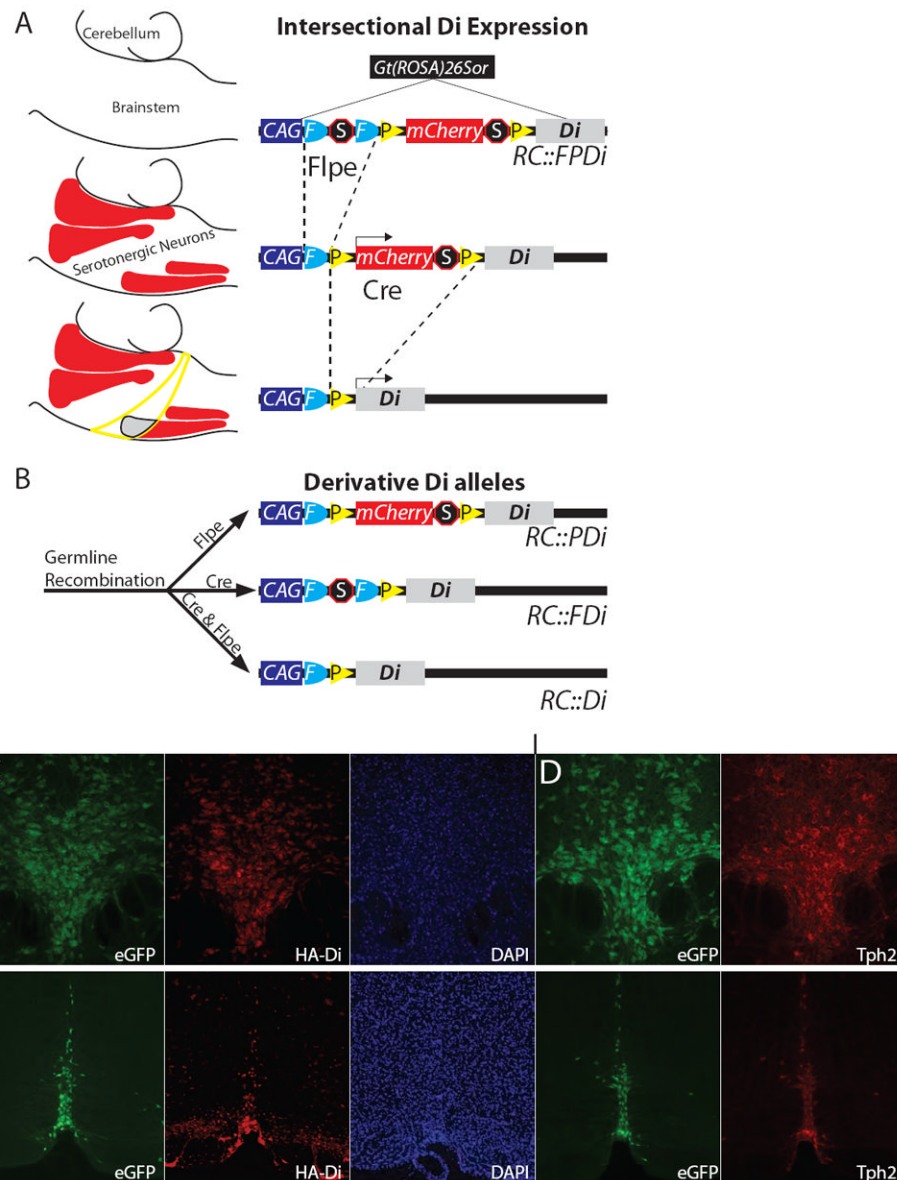 A
Cerebellum
Brainstem
Serotonergic Neurons
Intersectional Di Expression
Gt(ROSA)26Sor
CAG F S F P mCherry S P Di
RC::FPDi
Flpe
CAG F P mCherry S P Di
Cre
CAG F P Di
B
Derivative Di alleles
Germline
Recombination
Flpe
Cre
Cre & Flpe
CAG F P mCherry S P Di
RC::PDi
CAG F S F P Di
RC::FDi
CAG F P Di
RC::Di
D
eGFP
HA-Di
DAPI
eGFP
Tph2
eGFP
HA-Di
DAPI
eGFP
Tph2